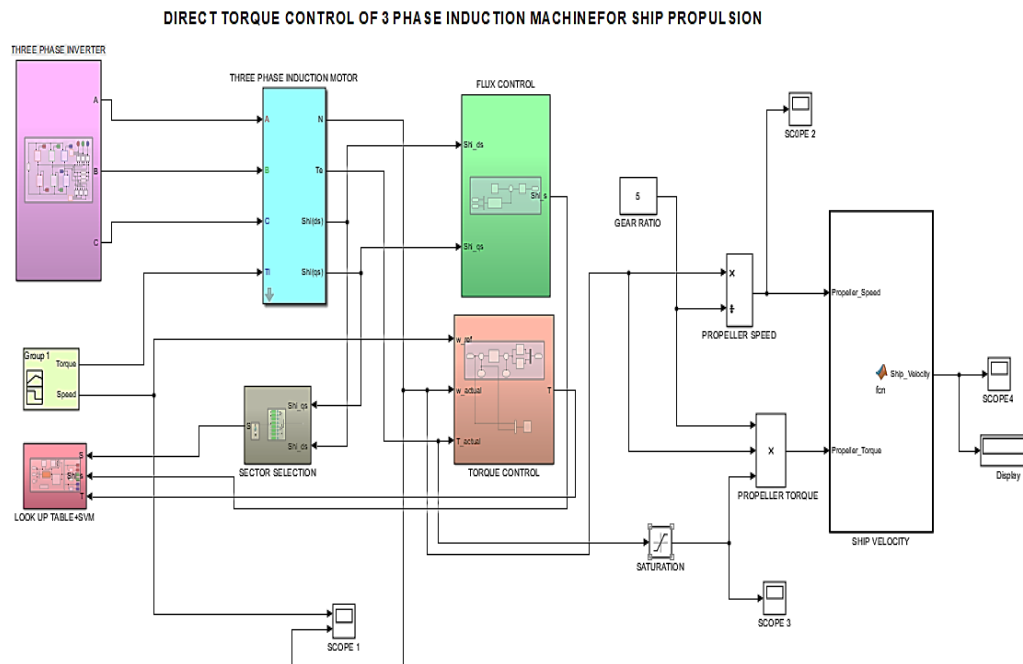 DIRECT TORQUE CONTROL OF 3 PHASE INDUCTION MACHINEFOR SHIP PROPULSION
THREE PHASE INVERTER
A
B
C
THREE PHASE INDUCTION MOTOR
A
B
C
Tl
N
Te
Shi(ds)
Shi(qs)
FLUX CONTROL
Shi_ds
Shi_qs
Shi_s
Group 1
Torque
Speed
w_ref
w_actual
T_actual
T
TORQUE CONTROL
S
Shi_qs
Shi_ds
SECTOR SELECTION
S
Shi_s
T
LOOK UP TABLE+SVM
SCOPE 1
5
GEAR RATIO
SCOPE 2
×
÷
PROPELLER SPEED
×
PROPELLER TORQUE
SATURATION
SCOPE 3
Propeller_Speed
Propeller_Torque
fcn
Ship_Velocity
SHIP VELOCITY
SCOPE4
Display